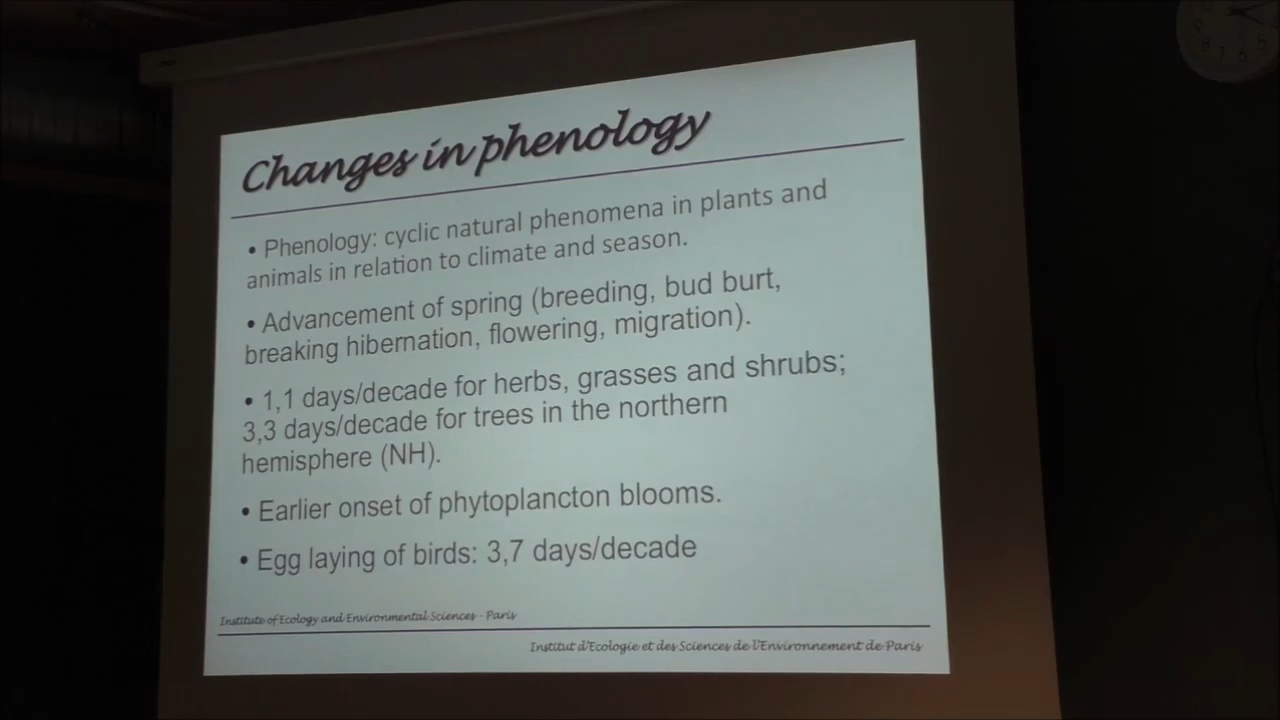 Changes in phenology
• Phenology: cyclic natural phenomena in plants and
animals in relation to climate and season.
• Advancement of spring (breeding, bud burt,
breaking hibernation, flowering, migration).
• 1,1 days/decade for herbs, grasses and shrubs;
3,3 days/decade for trees in the northern
hemisphere (NH).
• Earlier onset of phytoplancton blooms.
• Egg laying of birds: 3,7 days/decade
Institute of Ecology and Environmental Sciences - Paris
Institut d'Ecologie et des Sciences de l'Environnement de Paris